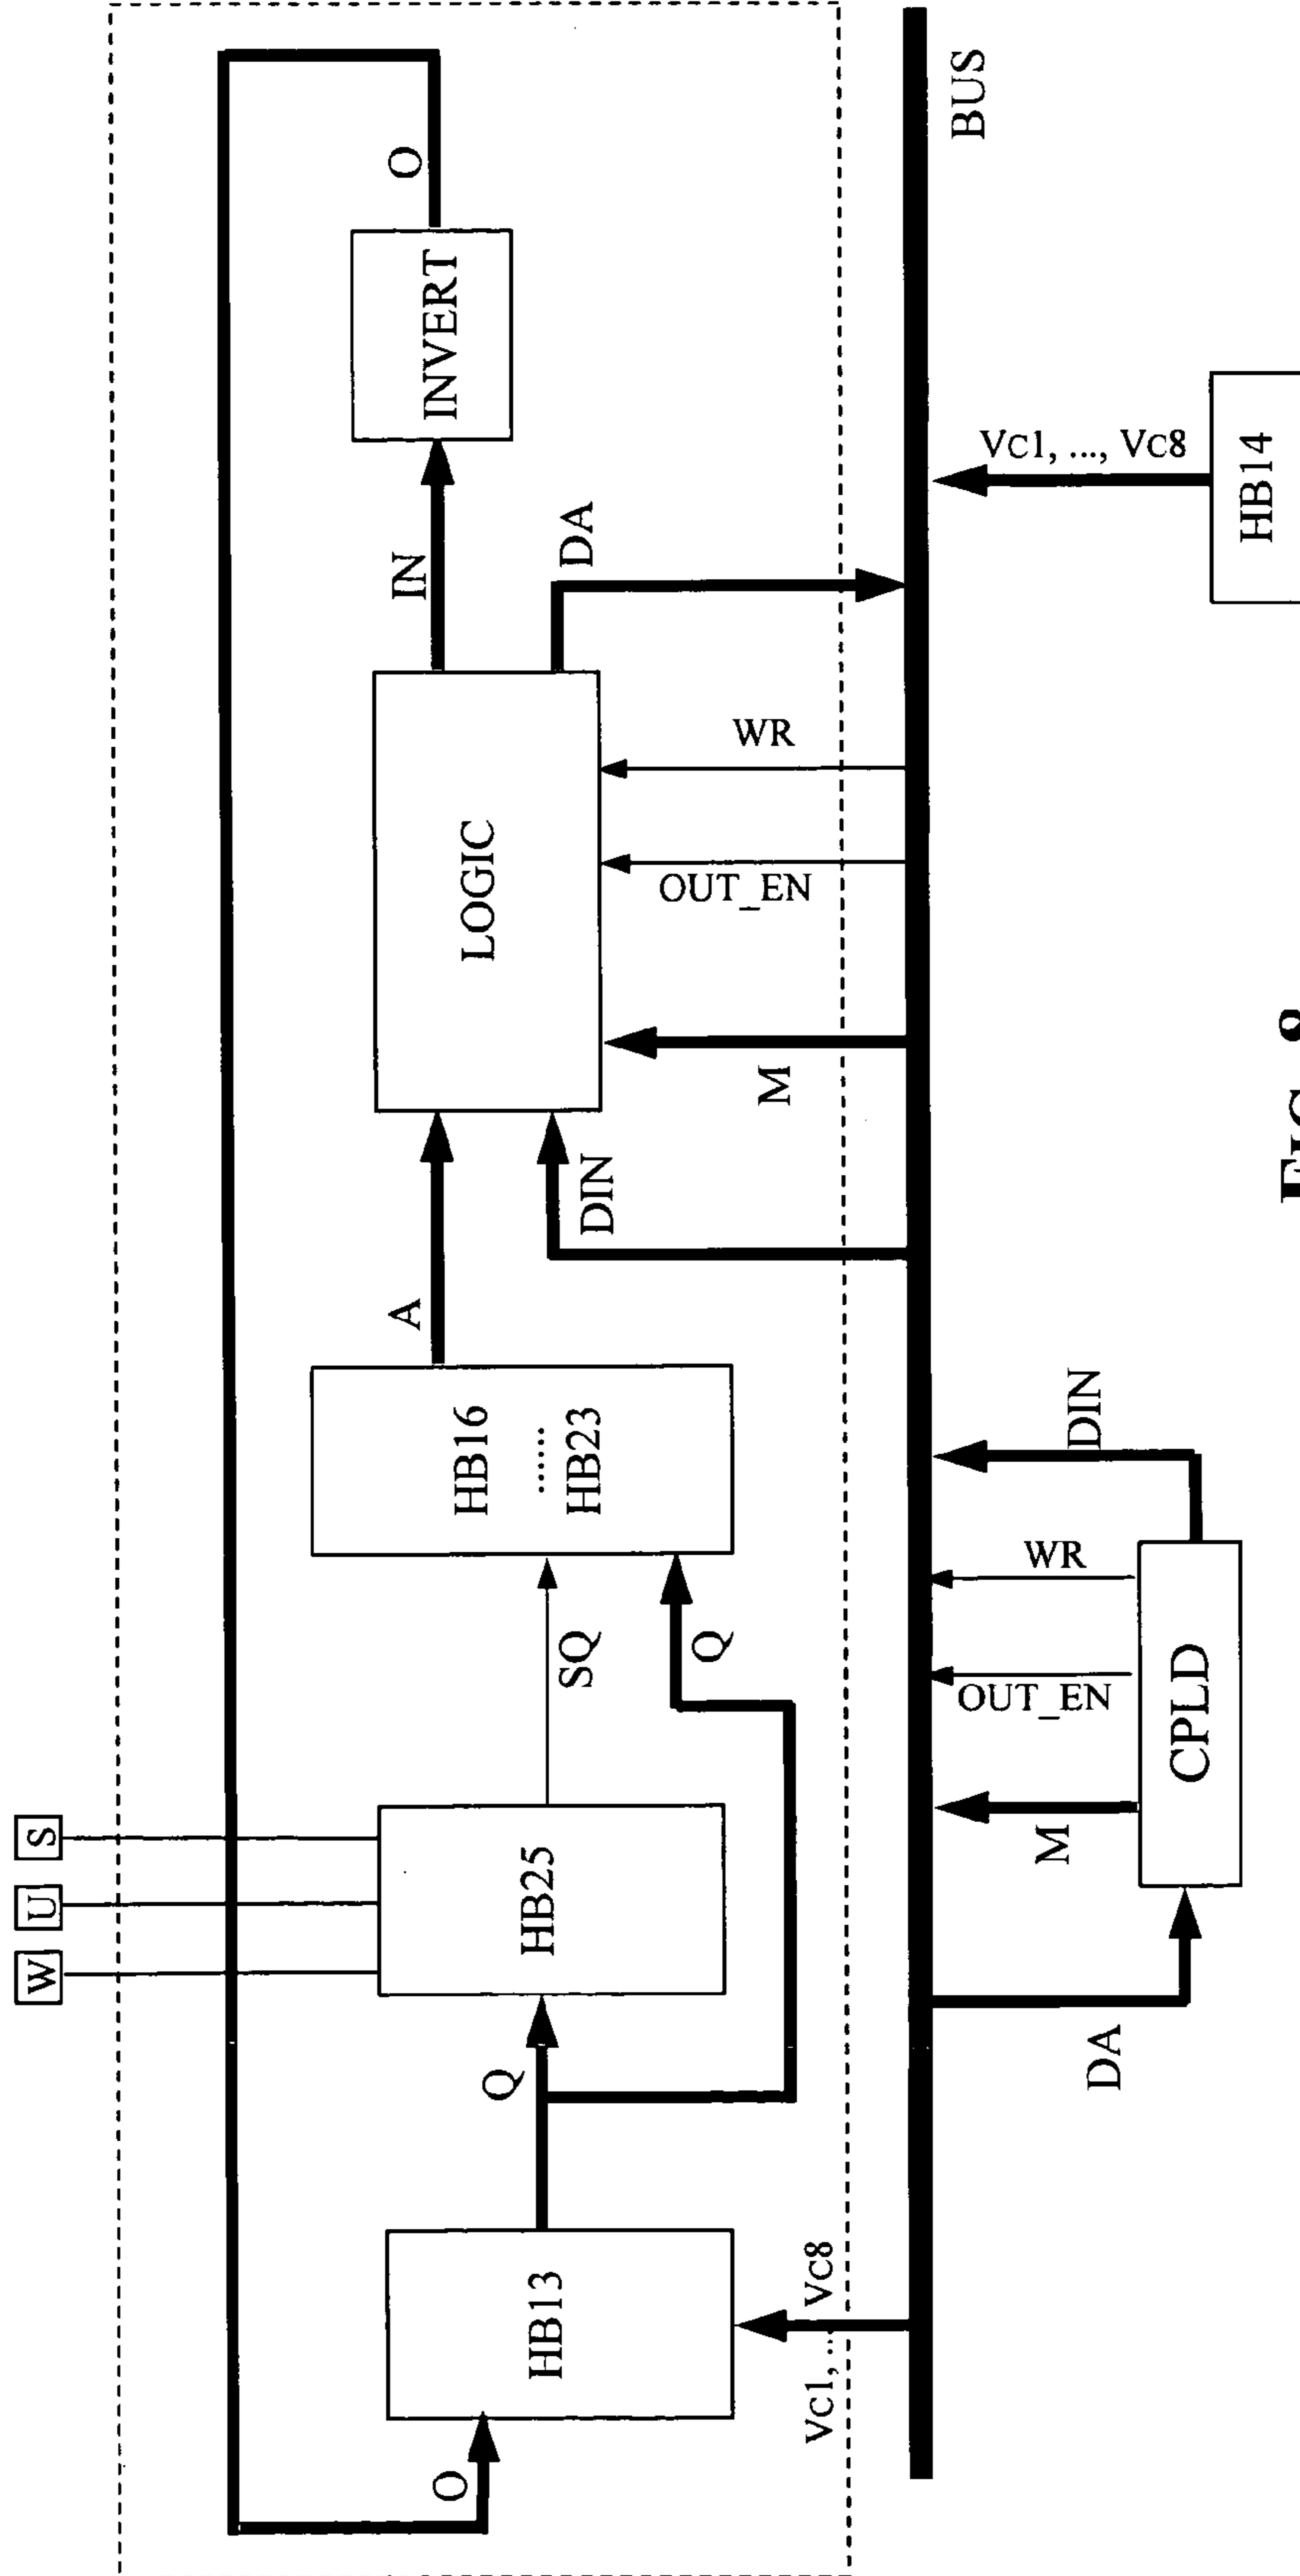 W
U
S
O
HB13
Vc1, ..., Vc8
Q
HB25
SQ
Q
HB16
......
HB23
A
DIN
LOGIC
M
OUT_EN
WR
IN
DA
INVERT
O
BUS
DA
CPLD
M
OUT_EN
WR
DIN
Vc1, ..., Vc8
HB14